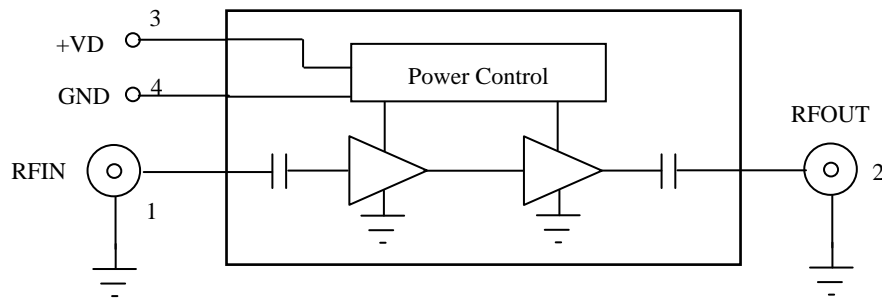 3
+VD
4
GND
Power Control
RFOUT
RFIN
2
1